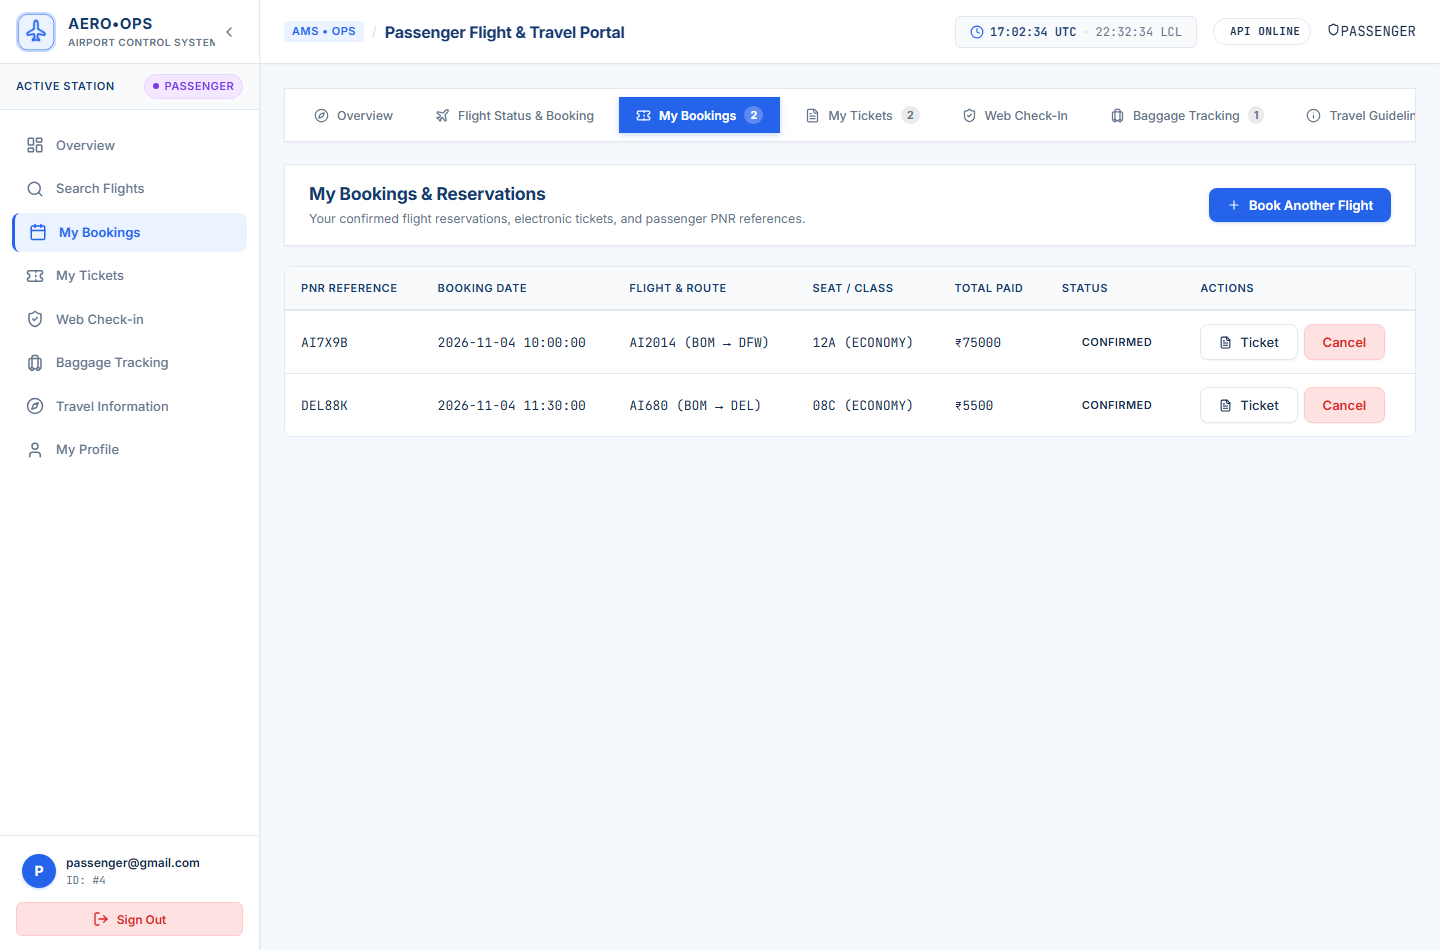 AERO•OPS
AIRPORT CONTROL SYSTEM
AMS • OPS / Passenger Flight & Travel Portal
17:02:34 UTC • 22:32:34 LCL
API ONLINE
PASSENGER
ACTIVE STATION
PASSENGER
Overview
Search Flights
My Bookings
My Tickets
Web Check-in
Baggage Tracking
Travel Information
My Profile
Overview
Flight Status & Booking
My Bookings 2
My Tickets 2
Web Check-In
Baggage Tracking 1
Travel Guidelin
My Bookings & Reservations
Your confirmed flight reservations, electronic tickets, and passenger PNR references.
+ Book Another Flight
PNR REFERENCE BOOKING DATE FLIGHT & ROUTE SEAT / CLASS TOTAL PAID STATUS ACTIONS
AI7X9B 2026-11-04 10:00:00 AI2014 (BOM → DFW) 12A (ECONOMY) ₹75000 CONFIRMED Ticket Cancel
DEL88K 2026-11-04 11:30:00 AI680 (BOM → DEL) 08C (ECONOMY) ₹5500 CONFIRMED Ticket Cancel
P
passenger@gmail.com
ID: #4
Sign Out